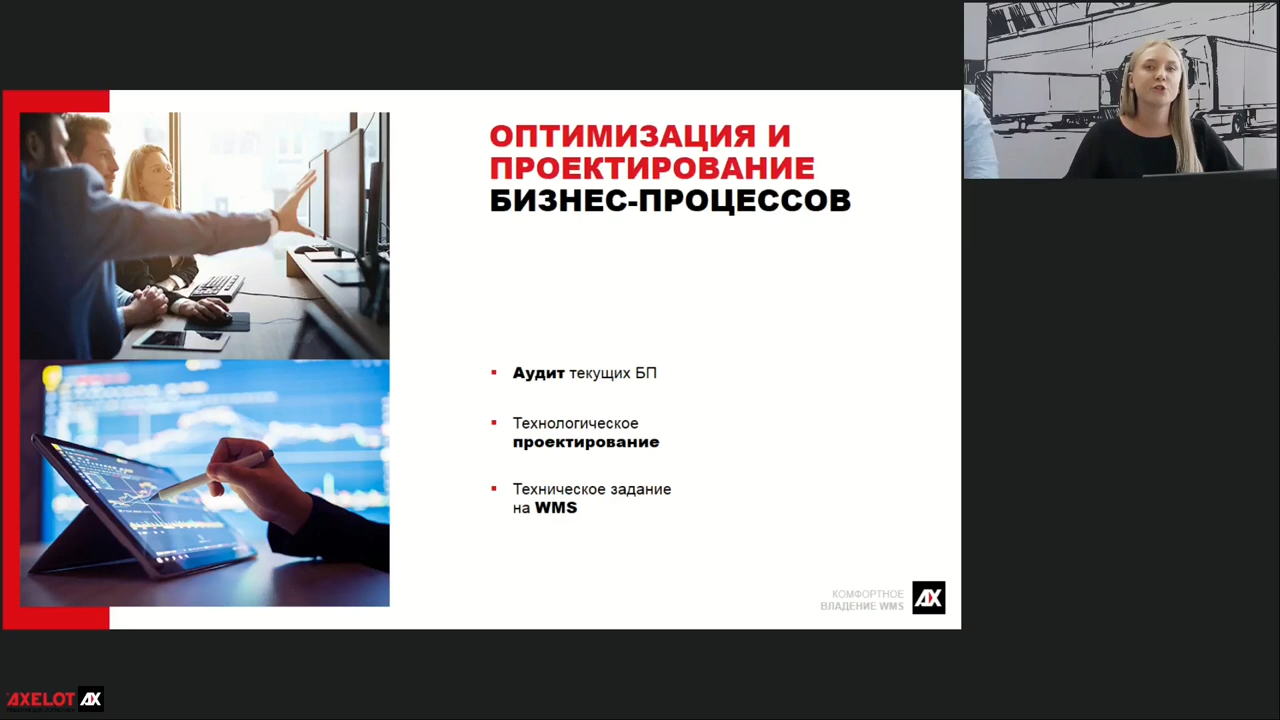 ОПТИМИЗАЦИЯ И
ПРОЕКТИРОВАНИЕ
БИЗНЕС-ПРОЦЕССОВ
▪ Аудит текущих БП
▪ Технологическое
проектирование
▪ Техническое задание
на WMS
КОМФОРТНОЕ
ВЛАДЕНИЕ WMS
AX
AXELOT AX